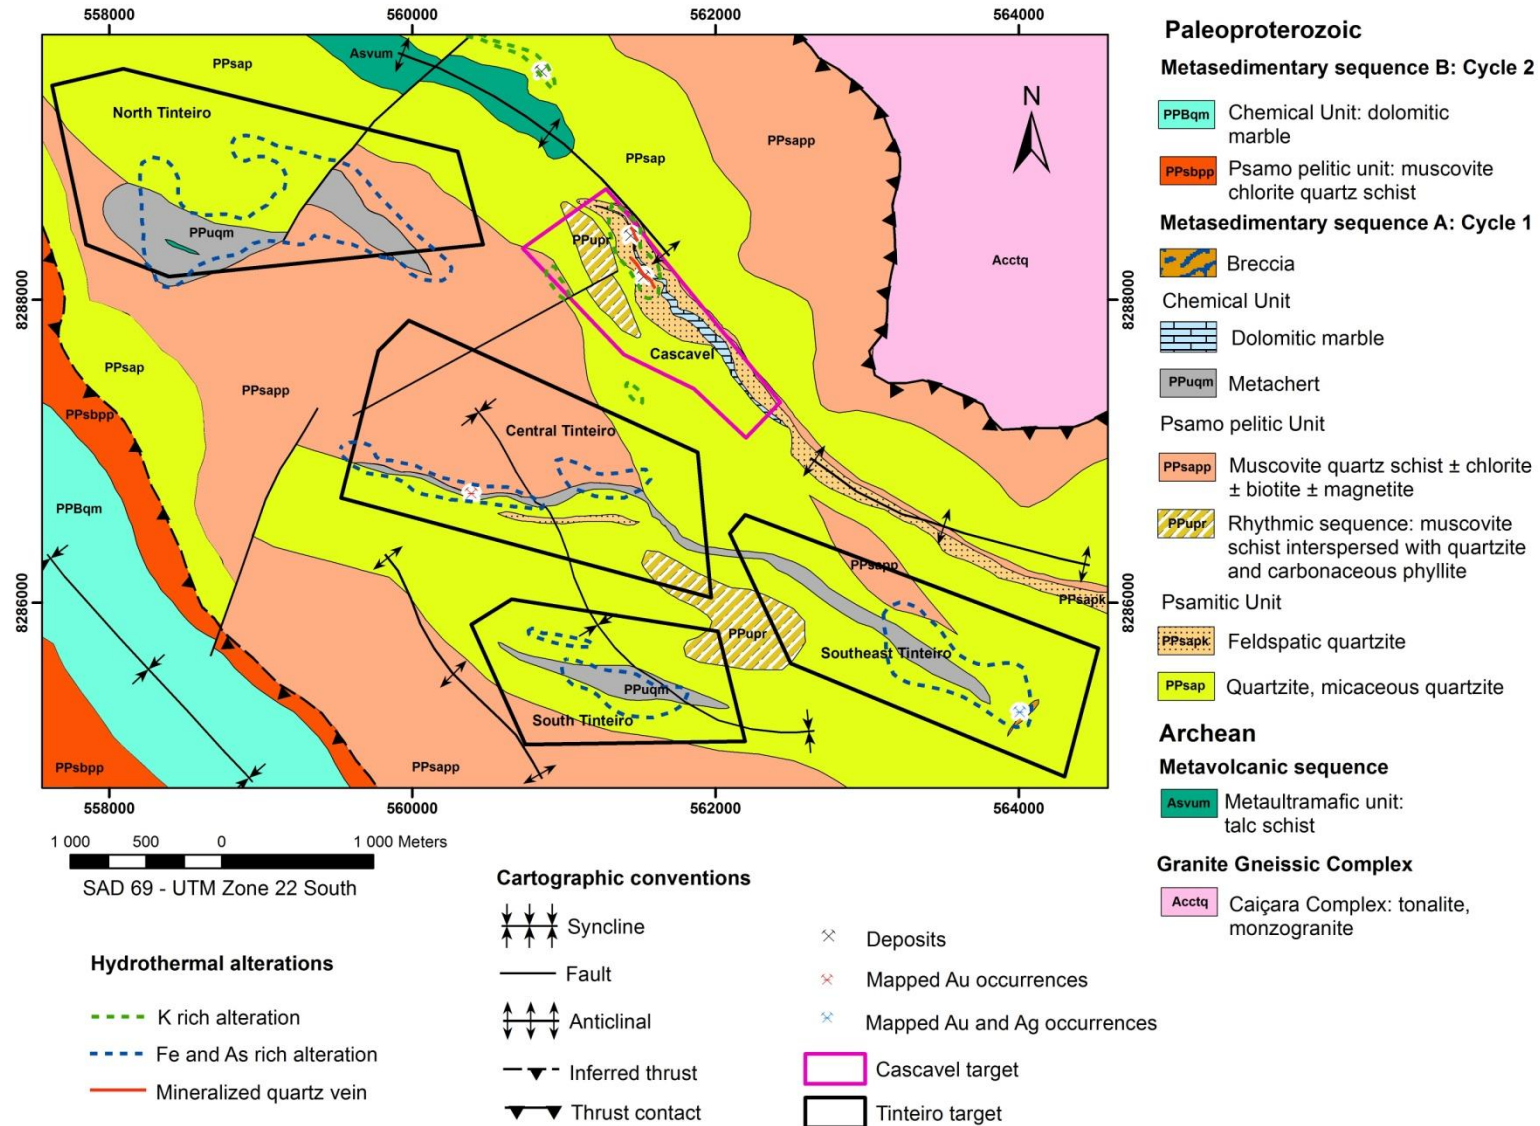 558000
560000
562000
564000
8288000
8286000
8288000
8286000
558000
560000
562000
564000
PPsap
Asvum
North Tinteiro
PPsap
PPsapp
N
PPuqm
PPupr
Acctq
PPsap
PPsapp
Cascavel
PPsbpp
Central Tinteiro
PPBqm
PPsapp
PPsapk
PPupr
Southeast Tinteiro
PPuqm
South Tinteiro
PPsbpp
PPsapp
1 000 500 0 1 000 Meters
SAD 69 - UTM Zone 22 South
Hydrothermal alterations
K rich alteration
Fe and As rich alteration
Mineralized quartz vein
Cartographic conventions
Syncline
Fault
Anticlinal
Inferred thrust
Thrust contact
Deposits
Mapped Au occurrences
Mapped Au and Ag occurrences
Cascavel target
Tinteiro target
Paleoproterozoic
Metasedimentary sequence B: Cycle 2
PPBqm Chemical Unit: dolomitic
marble
PPsbpp Psamo pelitic unit: muscovite
chlorite quartz schist
Metasedimentary sequence A: Cycle 1
Breccia
Chemical Unit
Dolomitic marble
PPuqm Metachert
Psamo pelitic Unit
PPsapp Muscovite quartz schist ± chlorite
± biotite ± magnetite
PPupr Rhythmic sequence: muscovite
schist interspersed with quartzite
and carbonaceous phyllite
Psamitic Unit
PPsapk Feldspatic quartzite
PPsap Quartzite, micaceous quartzite
Archean
Metavolcanic sequence
Asvum Metaultramafic unit:
talc schist
Granite Gneissic Complex
Acctq Caiçara Complex: tonalite,
monzogranite